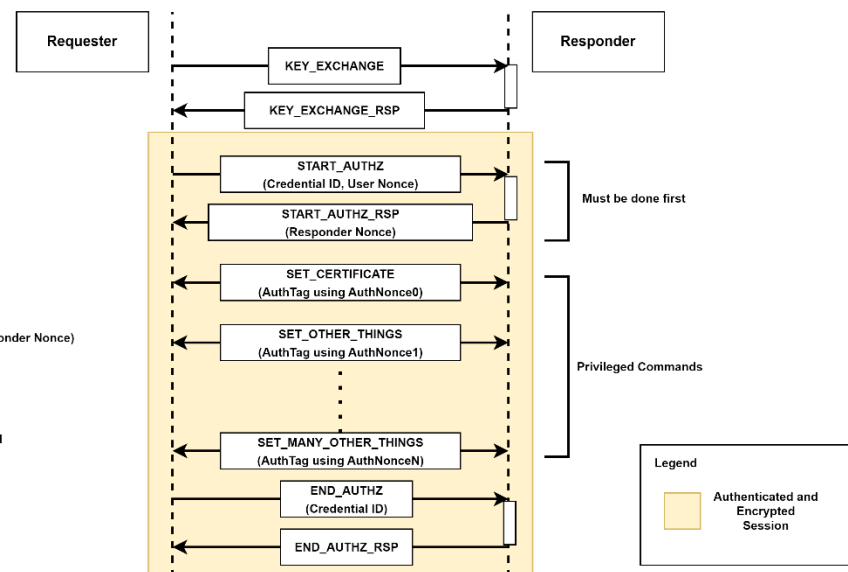 Requester
Responder
KEY_EXCHANGE
KEY_EXCHANGE_RSP
START_AUTHZ
(Credential ID, User Nonce)
Must be done first
START_AUTHZ_RSP
(Responder Nonce)
SET_CERTIFICATE
(AuthTag using AuthNonce0)
onder Nonce)
SET_OTHER_THINGS
(AuthTag using AuthNonce1)
Privileged Commands
SET_MANY_OTHER_THINGS
(AuthTag using AuthNonceN)
Legend
END_AUTHZ
(Credential ID)
Authenticated and
Encrypted
Session
END_AUTHZ_RSP